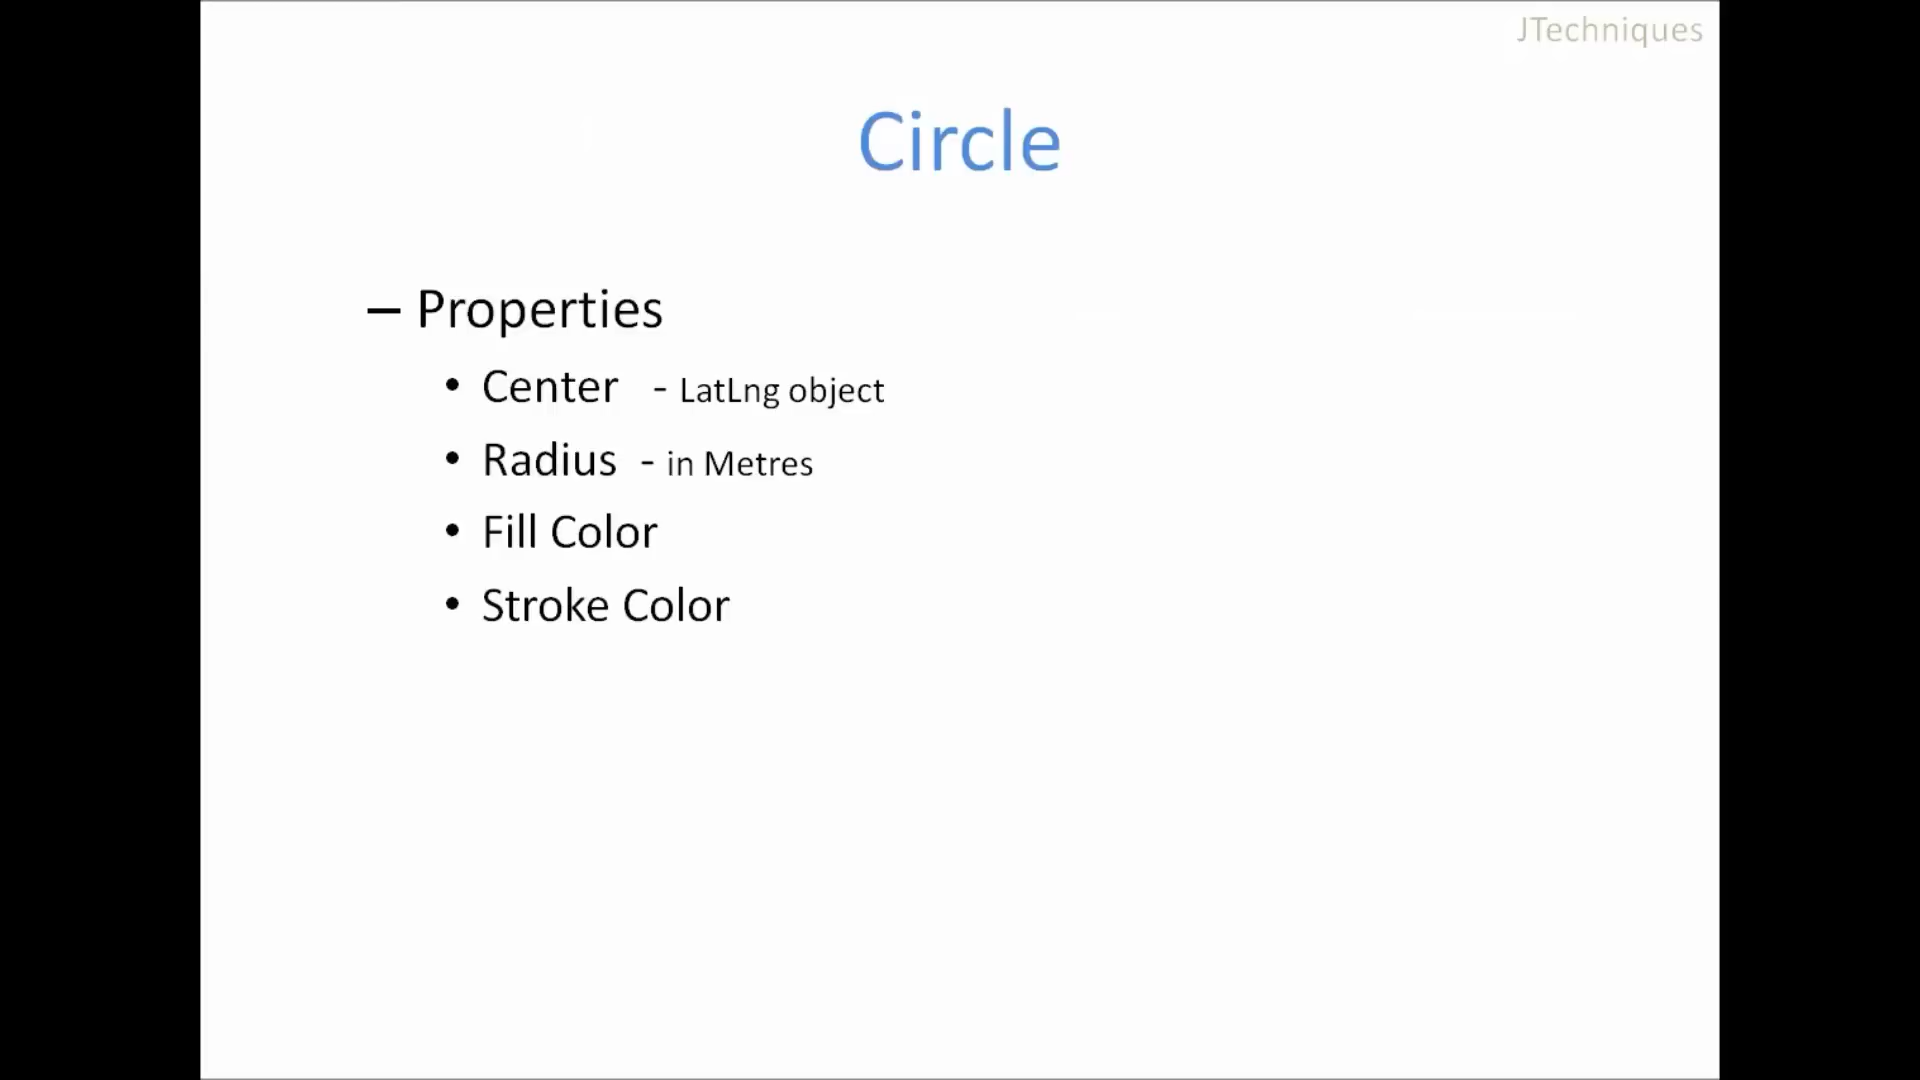 JTechniques
Circle
– Properties
• Center - LatLng object
• Radius - in Metres
• Fill Color
• Stroke Color